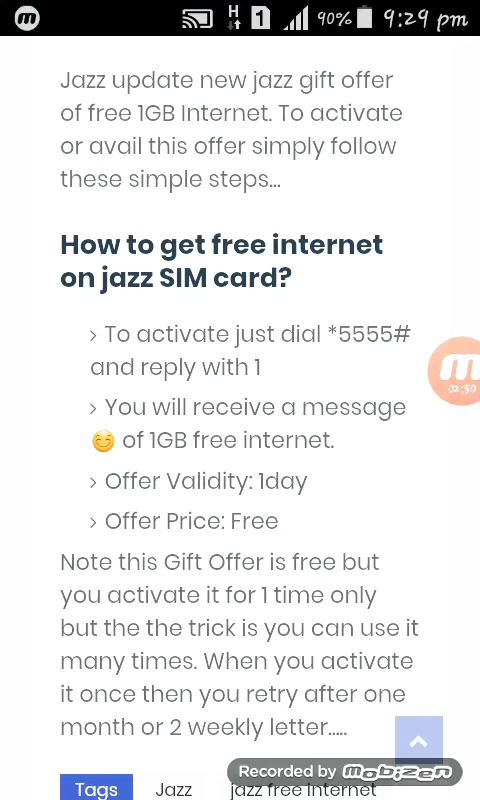 H 1 90% 9:29 pm
Jazz update new jazz gift offer
of free 1GB Internet. To activate
or avail this offer simply follow
these simple steps...
How to get free internet
on jazz SIM card?
> To activate just dial *5555#
and reply with 1
> You will receive a message
😊 of 1GB free internet.
> Offer Validity: 1day
> Offer Price: Free
Note this Gift Offer is free but
you activate it for 1 time only
but the the trick is you can use it
many times. When you activate
it once then you retry after one
month or 2 weekly letter.....
02:50
Recorded by Mobizen
Tags Jazz jazz free internet